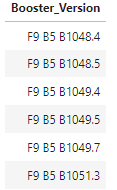 Booster_Version
F9 B5 B1048.4
F9 B5 B1048.5
F9 B5 B1049.4
F9 B5 B1049.5
F9 B5 B1049.7
F9 B5 B1051.3